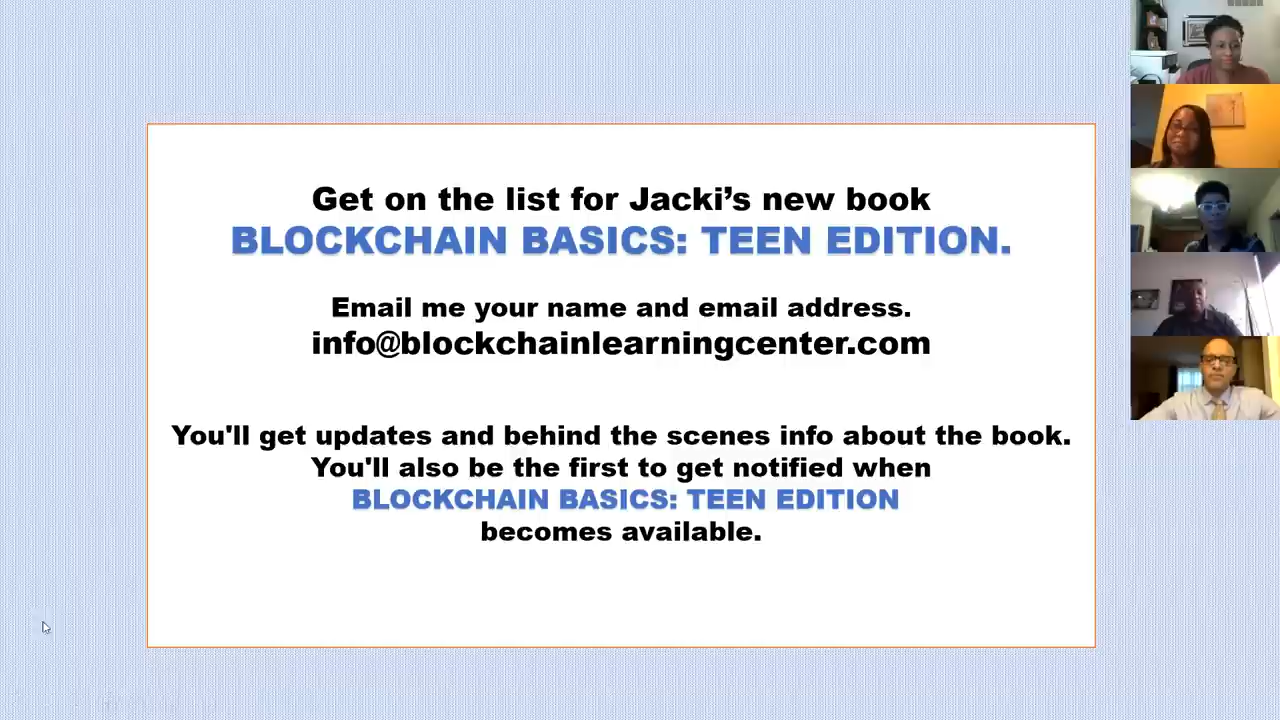 Get on the list for Jacki’s new book
BLOCKCHAIN BASICS: TEEN EDITION.
Email me your name and email address.
info@blockchainlearningcenter.com
You'll get updates and behind the scenes info about the book.
You'll also be the first to get notified when
BLOCKCHAIN BASICS: TEEN EDITION
becomes available.